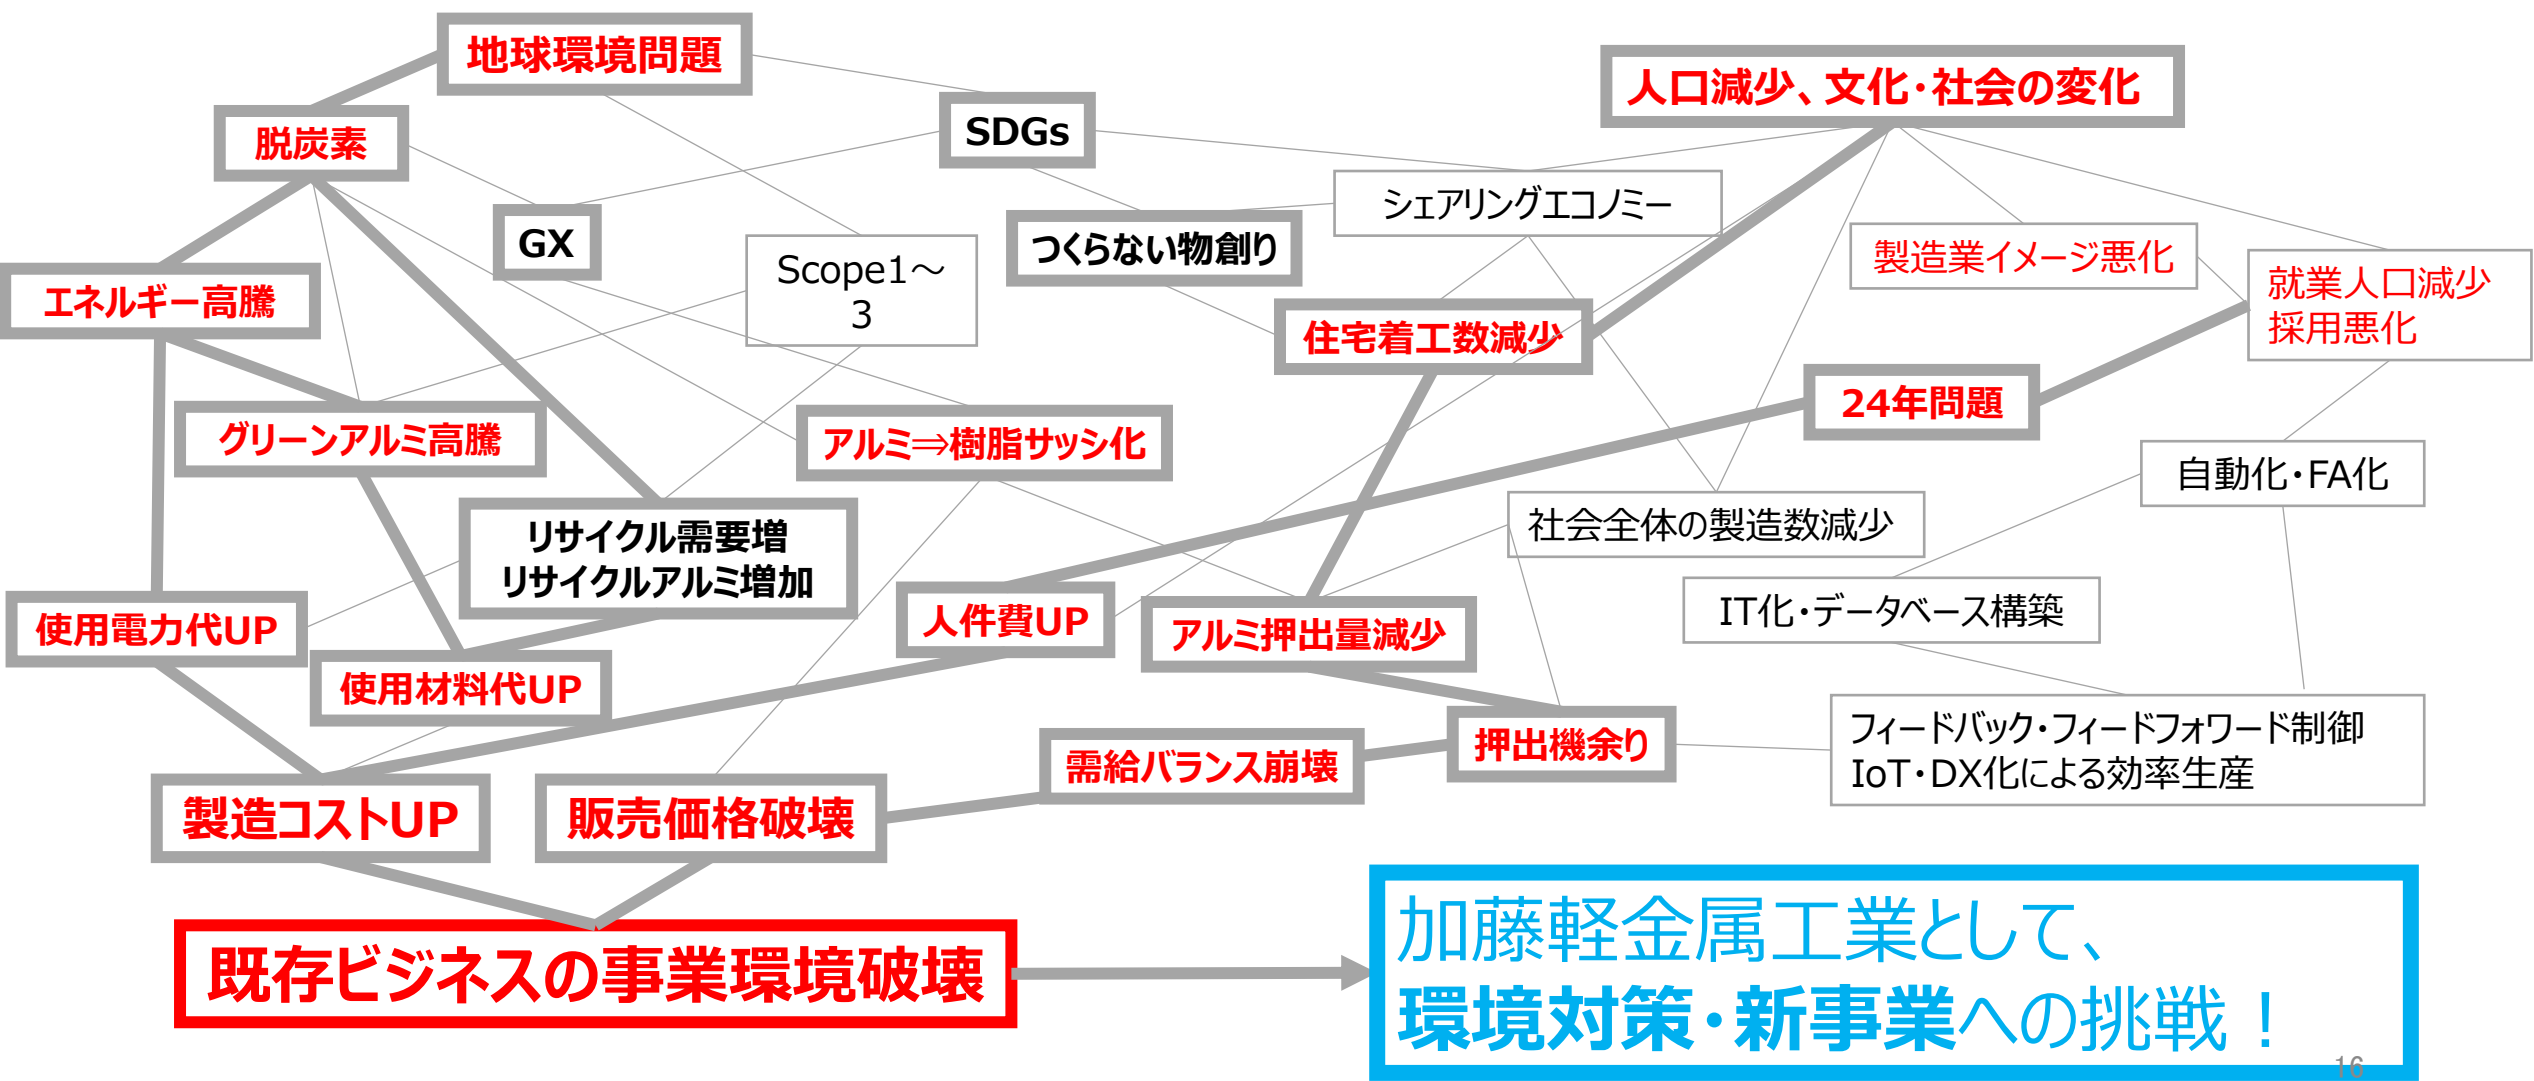 地球環境問題
人口減少、文化・社会の変化
脱炭素
SDGs
シェアリングエコノミー
GX
つくらない物創り
製造業イメージ悪化
Scope1～
3
就業人口減少
採用悪化
エネルギー高騰
住宅着工数減少
24年問題
グリーンアルミ高騰
アルミ⇒樹脂サッシ化
自動化・FA化
リサイクル需要増
リサイクルアルミ増加
社会全体の製造数減少
使用電力代UP
人件費UP
アルミ押出量減少
IT化・データベース構築
使用材料代UP
需給バランス崩壊
押出機余り
フィードバック・フィードフォワード制御
IoT・DX化による効率生産
製造コストUP
販売価格破壊
既存ビジネスの事業環境破壊
加藤軽金属工業として、
環境対策・新事業への挑戦！
16